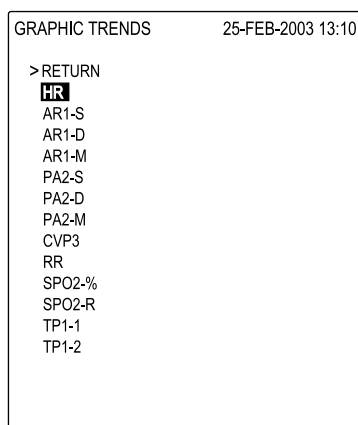 GRAPHIC TRENDS 25-FEB-2003 13:10
>RETURN
HR
AR1-S
AR1-D
AR1-M
PA2-S
PA2-D
PA2-M
CVP3
RR
SPO2-%
SPO2-R
TP1-1
TP1-2